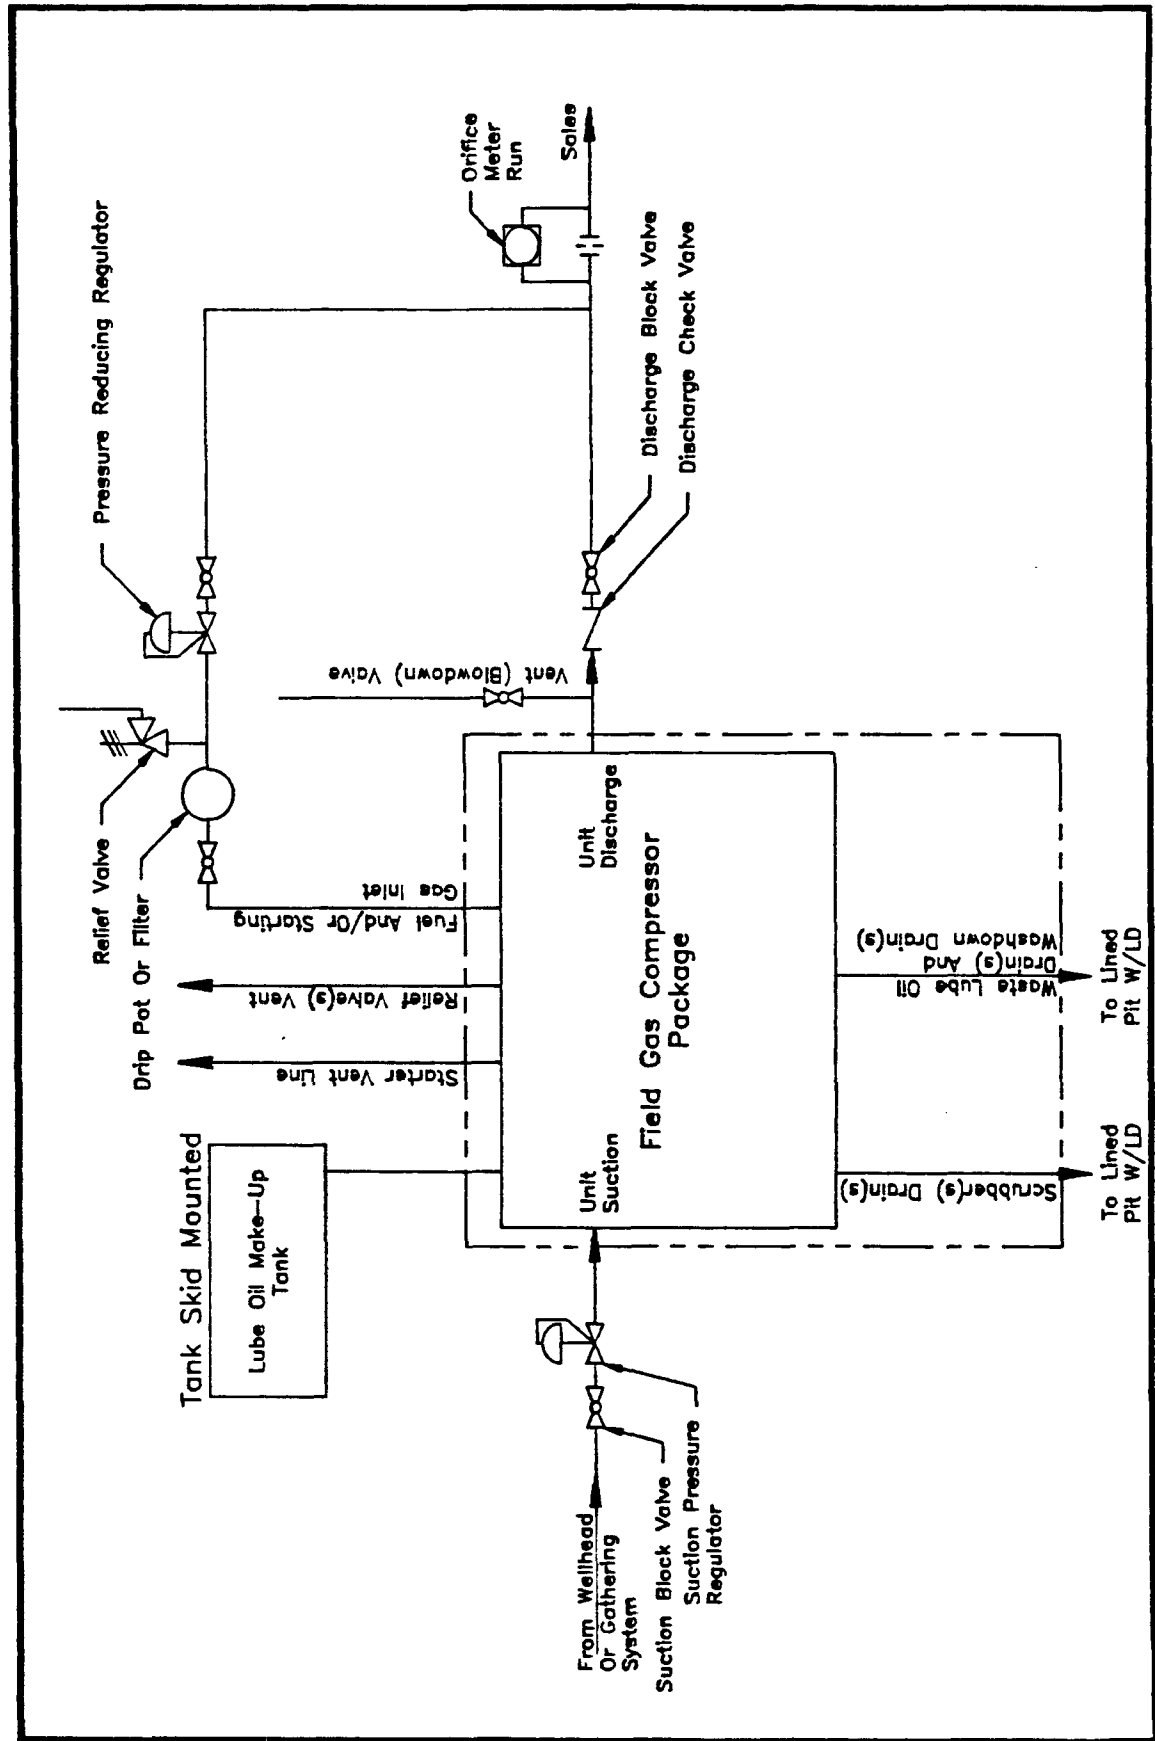 Pressure Reducing Regulator
Relief Valve
Drip Pot Or Filter
Tank Skid Mounted
Lube Oil Make-Up
Tank
Starter Vent Line
Relief Valve(s) Vent
Fuel And/Or Starting
Gas Inlet
Vent (Blowdown) Valve
Orifice
Meter
Run
Sales
Discharge Block Valve
Discharge Check Valve
Unit
Suction
Unit
Discharge
Field Gas Compressor
Package
From Wellhead
Or Gathering
System
Suction Block Valve
Suction Pressure
Regulator
Scrubber(s) Drain(s)
To Lined
Pit W/LD
Waste Lube Oil
Drain(s) And
Washdown Drain(s)
To Lined
Pit W/LD